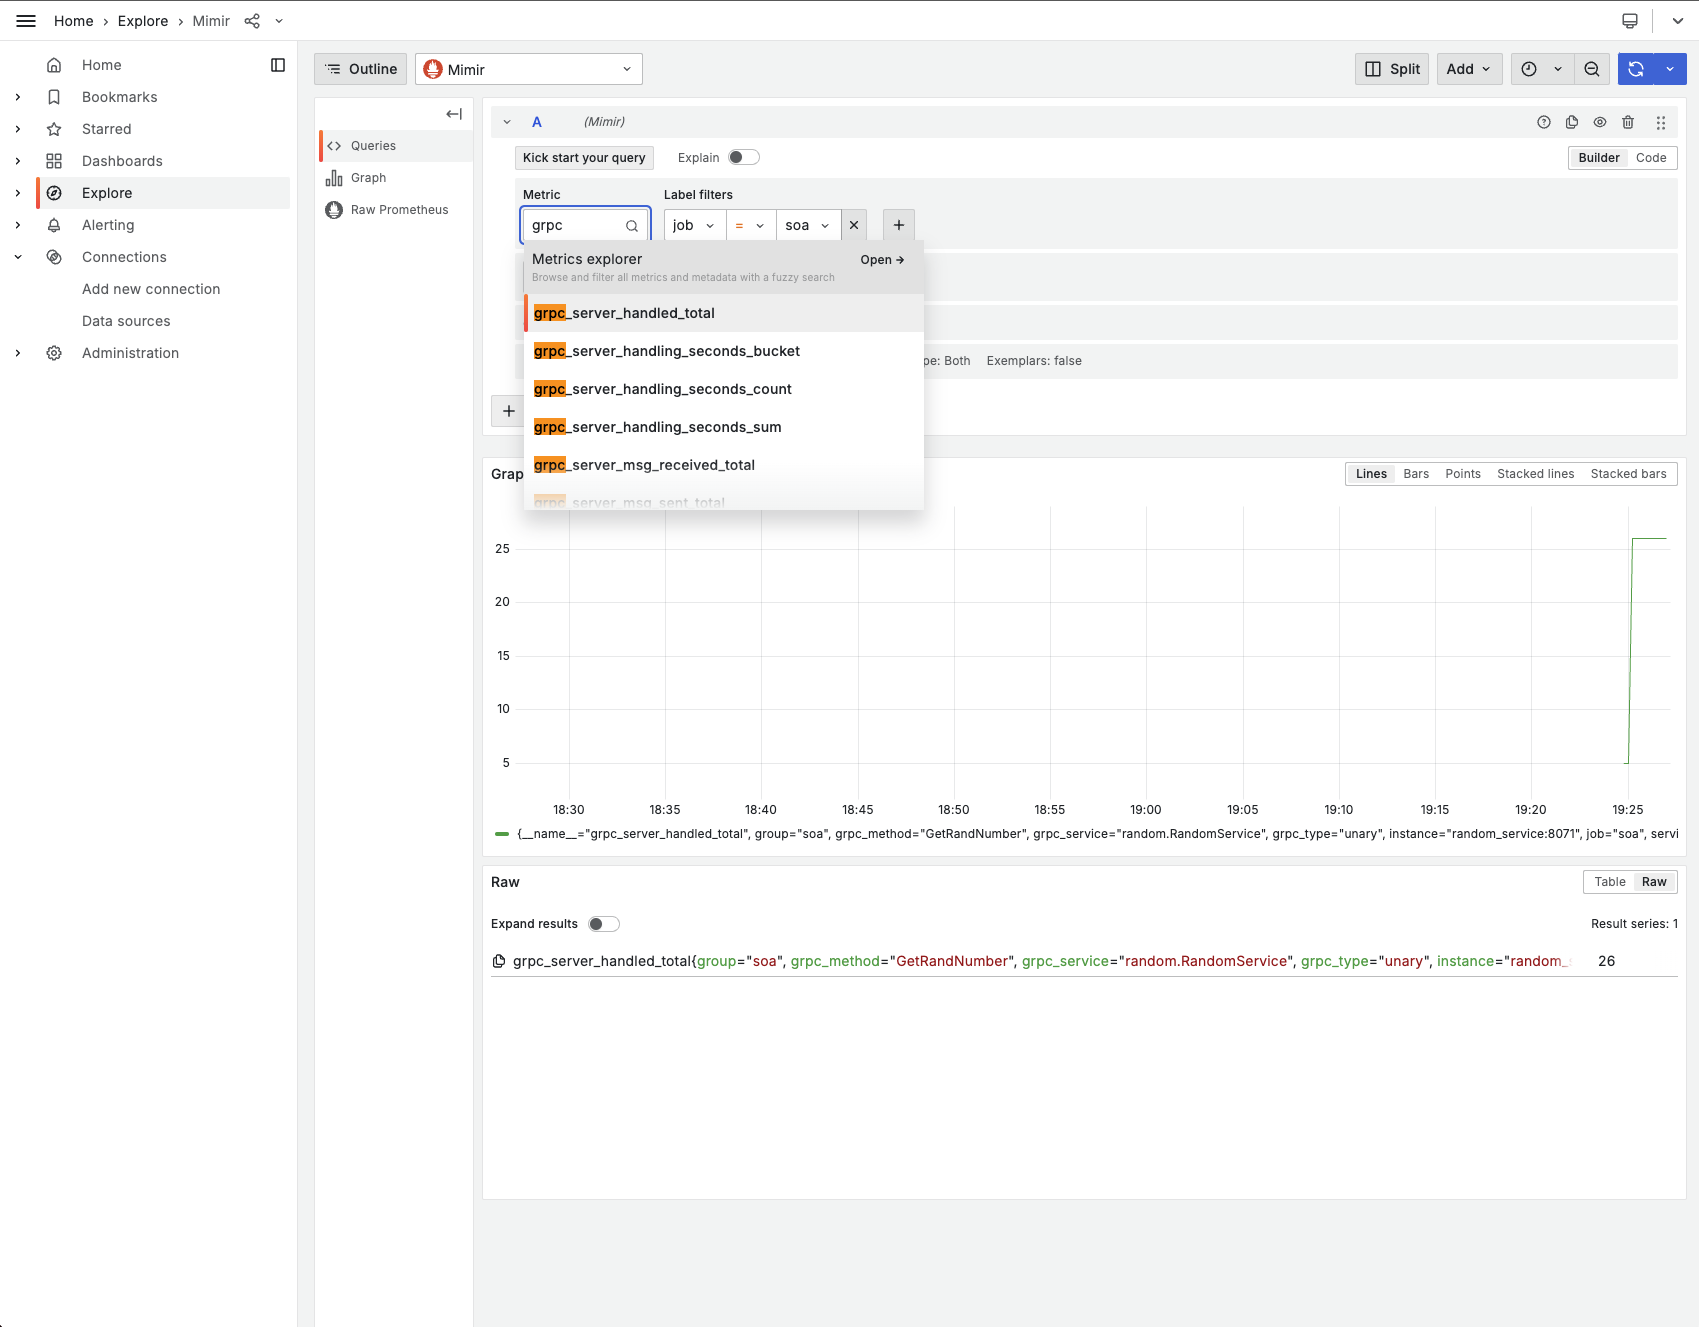 Home › Explore › Mimir
Home
Bookmarks
Starred
Dashboards
Explore
Alerting
Connections
Add new connection
Data sources
Administration
Outline
Mimir
Split
Add
Queries
Graph
Raw Prometheus
A
(Mimir)
Kick start your query
Explain
Builder
Code
Metric
Label filters
grpc
job
=
soa
Metrics explorer
Open
Browse and filter all metrics and metadata with a fuzzy search
grpc_server_handled_total
grpc_server_handling_seconds_bucket
grpc_server_handling_seconds_count
grpc_server_handling_seconds_sum
grpc_server_msg_received_total
grpc_server_msg_sent_total
pe: Both
Exemplars: false
Grap
Lines
Bars
Points
Stacked lines
Stacked bars
25
20
15
10
5
18:30
18:35
18:40
18:45
18:50
18:55
19:00
19:05
19:10
19:15
19:20
19:25
{__name__="grpc_server_handled_total", group="soa", grpc_method="GetRandNumber", grpc_service="random.RandomService", grpc_type="unary", instance="random_service:8071", job="soa", servi
Raw
Table
Raw
Expand results
Result series: 1
grpc_server_handled_total{group="soa", grpc_method="GetRandNumber", grpc_service="random.RandomService", grpc_type="unary", instance="random_
26